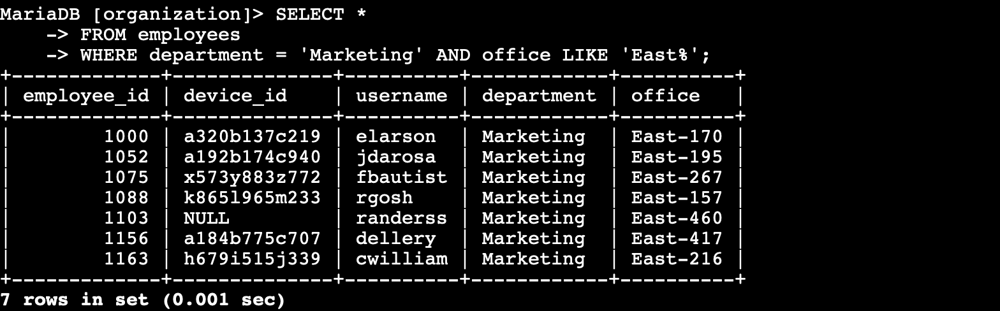 MariaDB [organization]> SELECT *
    -> FROM employees
    -> WHERE department = 'Marketing' AND office LIKE 'East%';
+-------------+--------------+----------+------------+----------+
| employee_id | device_id    | username | department | office   |
+-------------+--------------+----------+------------+----------+
|        1000 | a320b137c219 | elarson  | Marketing  | East-170 |
|        1052 | a192b174c940 | jdarosa  | Marketing  | East-195 |
|        1075 | x573y883z772 | fbautist | Marketing  | East-267 |
|        1088 | k865l965m233 | rgosh    | Marketing  | East-157 |
|        1103 | NULL         | randerss | Marketing  | East-460 |
|        1156 | a184b775c707 | dellery  | Marketing  | East-417 |
|        1163 | h679i515j339 | cwilliam | Marketing  | East-216 |
+-------------+--------------+----------+------------+----------+
7 rows in set (0.001 sec)